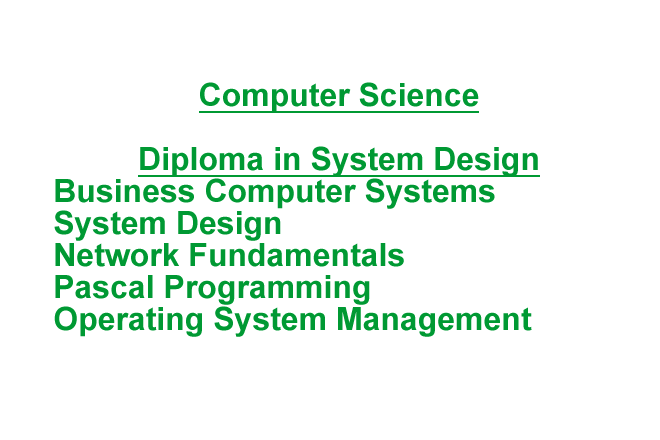 Computer Science
Diploma in System Design
Business Computer Systems
System Design
Network Fundamentals
Pascal Programming
Operating System Management